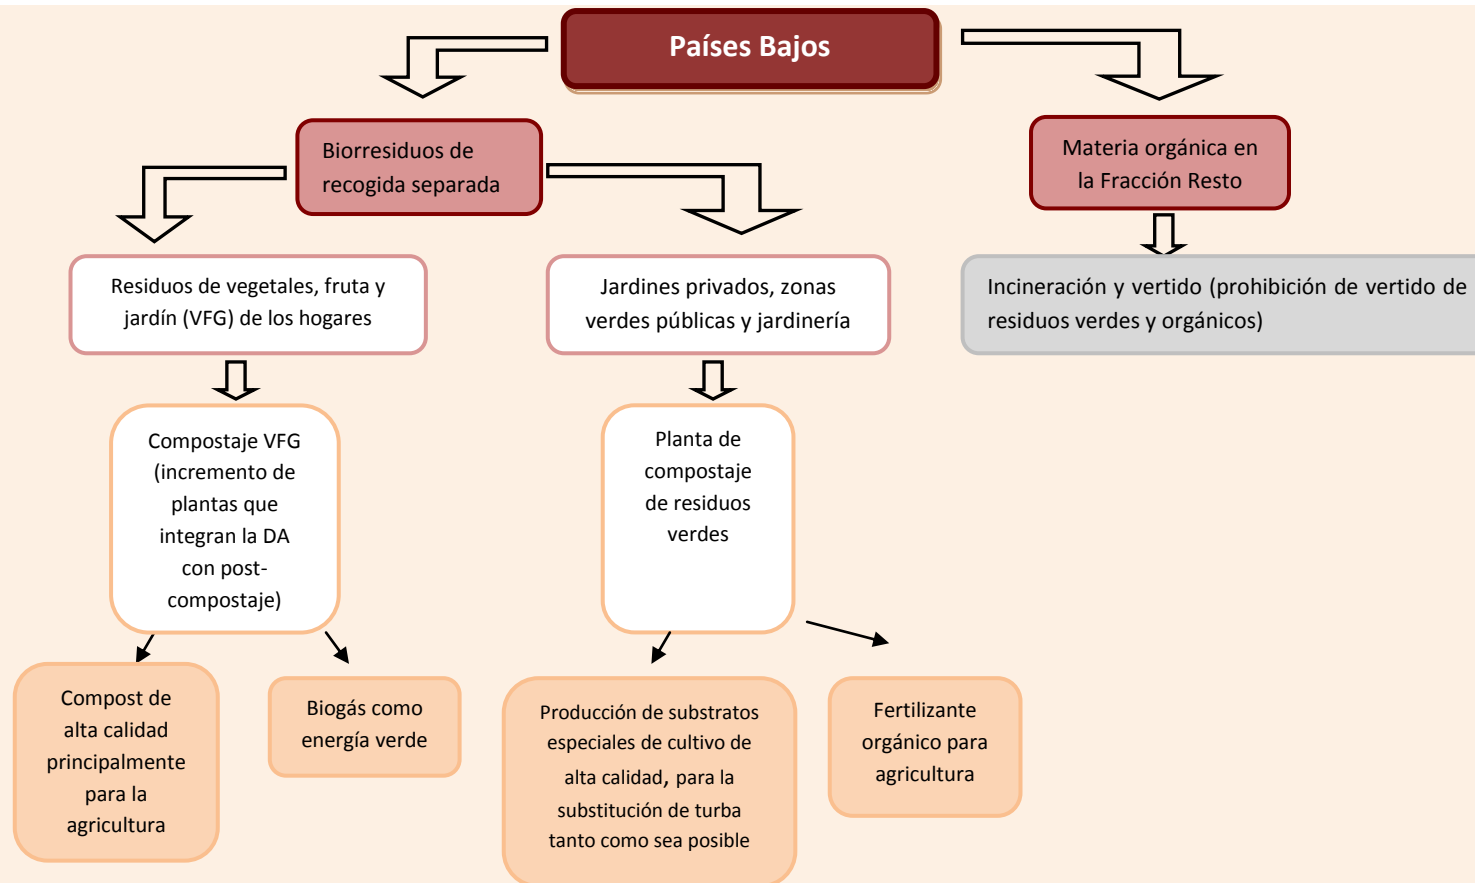 Países Bajos
Biorresiduos de
recogida separada
Materia orgánica en
la Fracción Resto
Residuos de vegetales, fruta y
jardín (VFG) de los hogares
Jardines privados, zonas
verdes públicas y jardinería
Incineración y vertido (prohibición de vertido de
residuos verdes y orgánicos)
Compostaje VFG
(incremento de
plantas que
integran la DA
con post-
compostaje)
Planta de
compostaje
de residuos
verdes
Compost de
alta calidad
principalmente
para la
agricultura
Biogás como
energía verde
Producción de substratos
especiales de cultivo de
alta calidad, para la
substitución de turba
tanto como sea posible
Fertilizante
orgánico para
agricultura